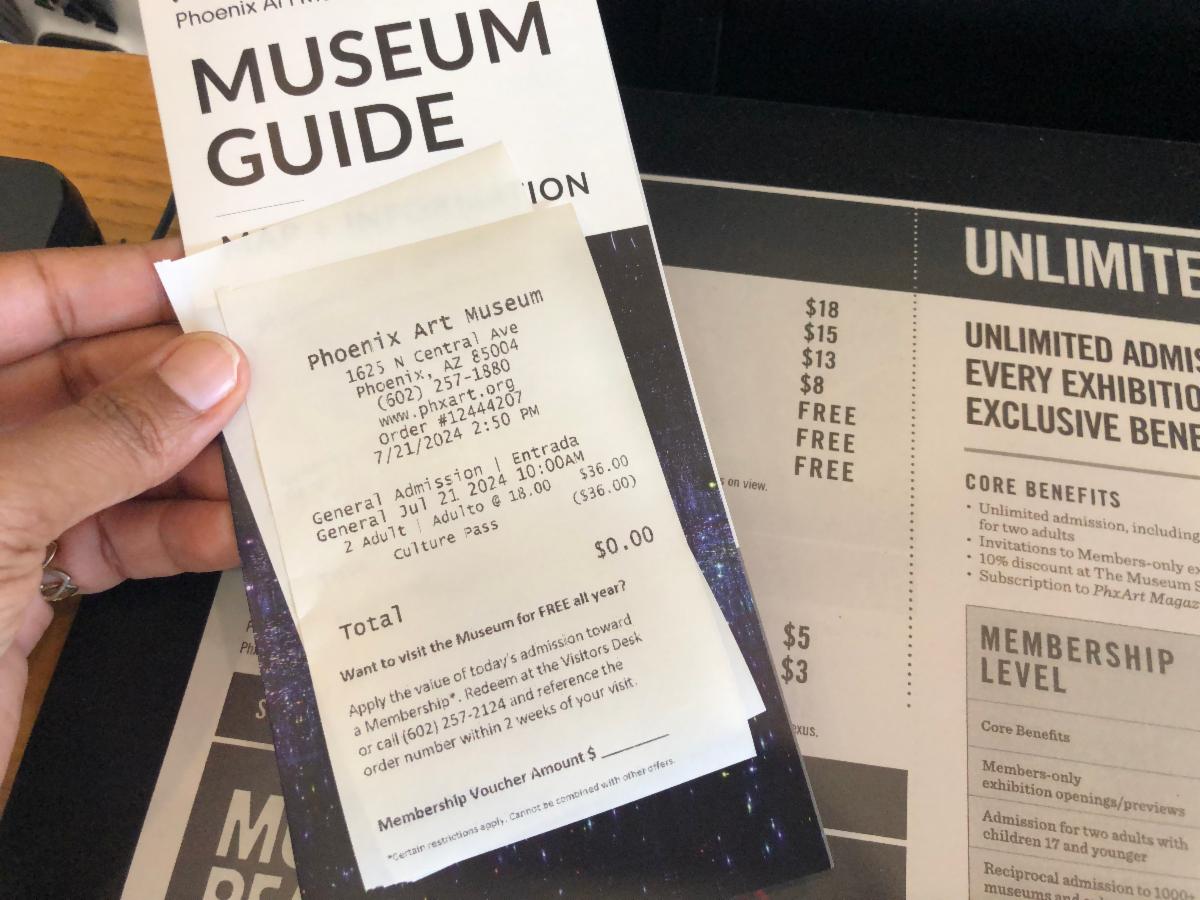 Phoenix Art
MUSEUM
GUIDE
Phoenix Art Museum
1625 N Central Ave
Phoenix, AZ 85004
(602) 257-1880
www.phxart.org
Order #12444207
7/21/2024 2:50 PM
General Admission | Entrada
General Jul 21 2024 10:00AM
2 Adult | Adulto @ 18.00 $36.00
Culture Pass ($36.00)
$0.00
Total
Want to visit the Museum for FREE all year?
Apply the value of today's admission toward
a Membership*. Redeem at the Visitors Desk
or call (602) 257-2124 and reference the
order number within 2 weeks of your visit.
Membership Voucher Amount $ ________
*Certain restrictions apply. Cannot be combined with other offers.
$18
$15
$13
$8
FREE
FREE
FREE
on view.
$5
$3
UNLIMITE
UNLIMITED ADMIS
EVERY EXHIBITIO
EXCLUSIVE BENE
CORE BENEFITS
• Unlimited admission, including
for two adults
• Invitations to Members-only ex
• 10% discount at The Museum S
• Subscription to PhxArt Magaz
MEMBERSHIP
LEVEL
Core Benefits
Members-only
exhibition openings/previews
Admission for two adults with
children 17 and younger
Reciprocal admission to 1000+
museums and